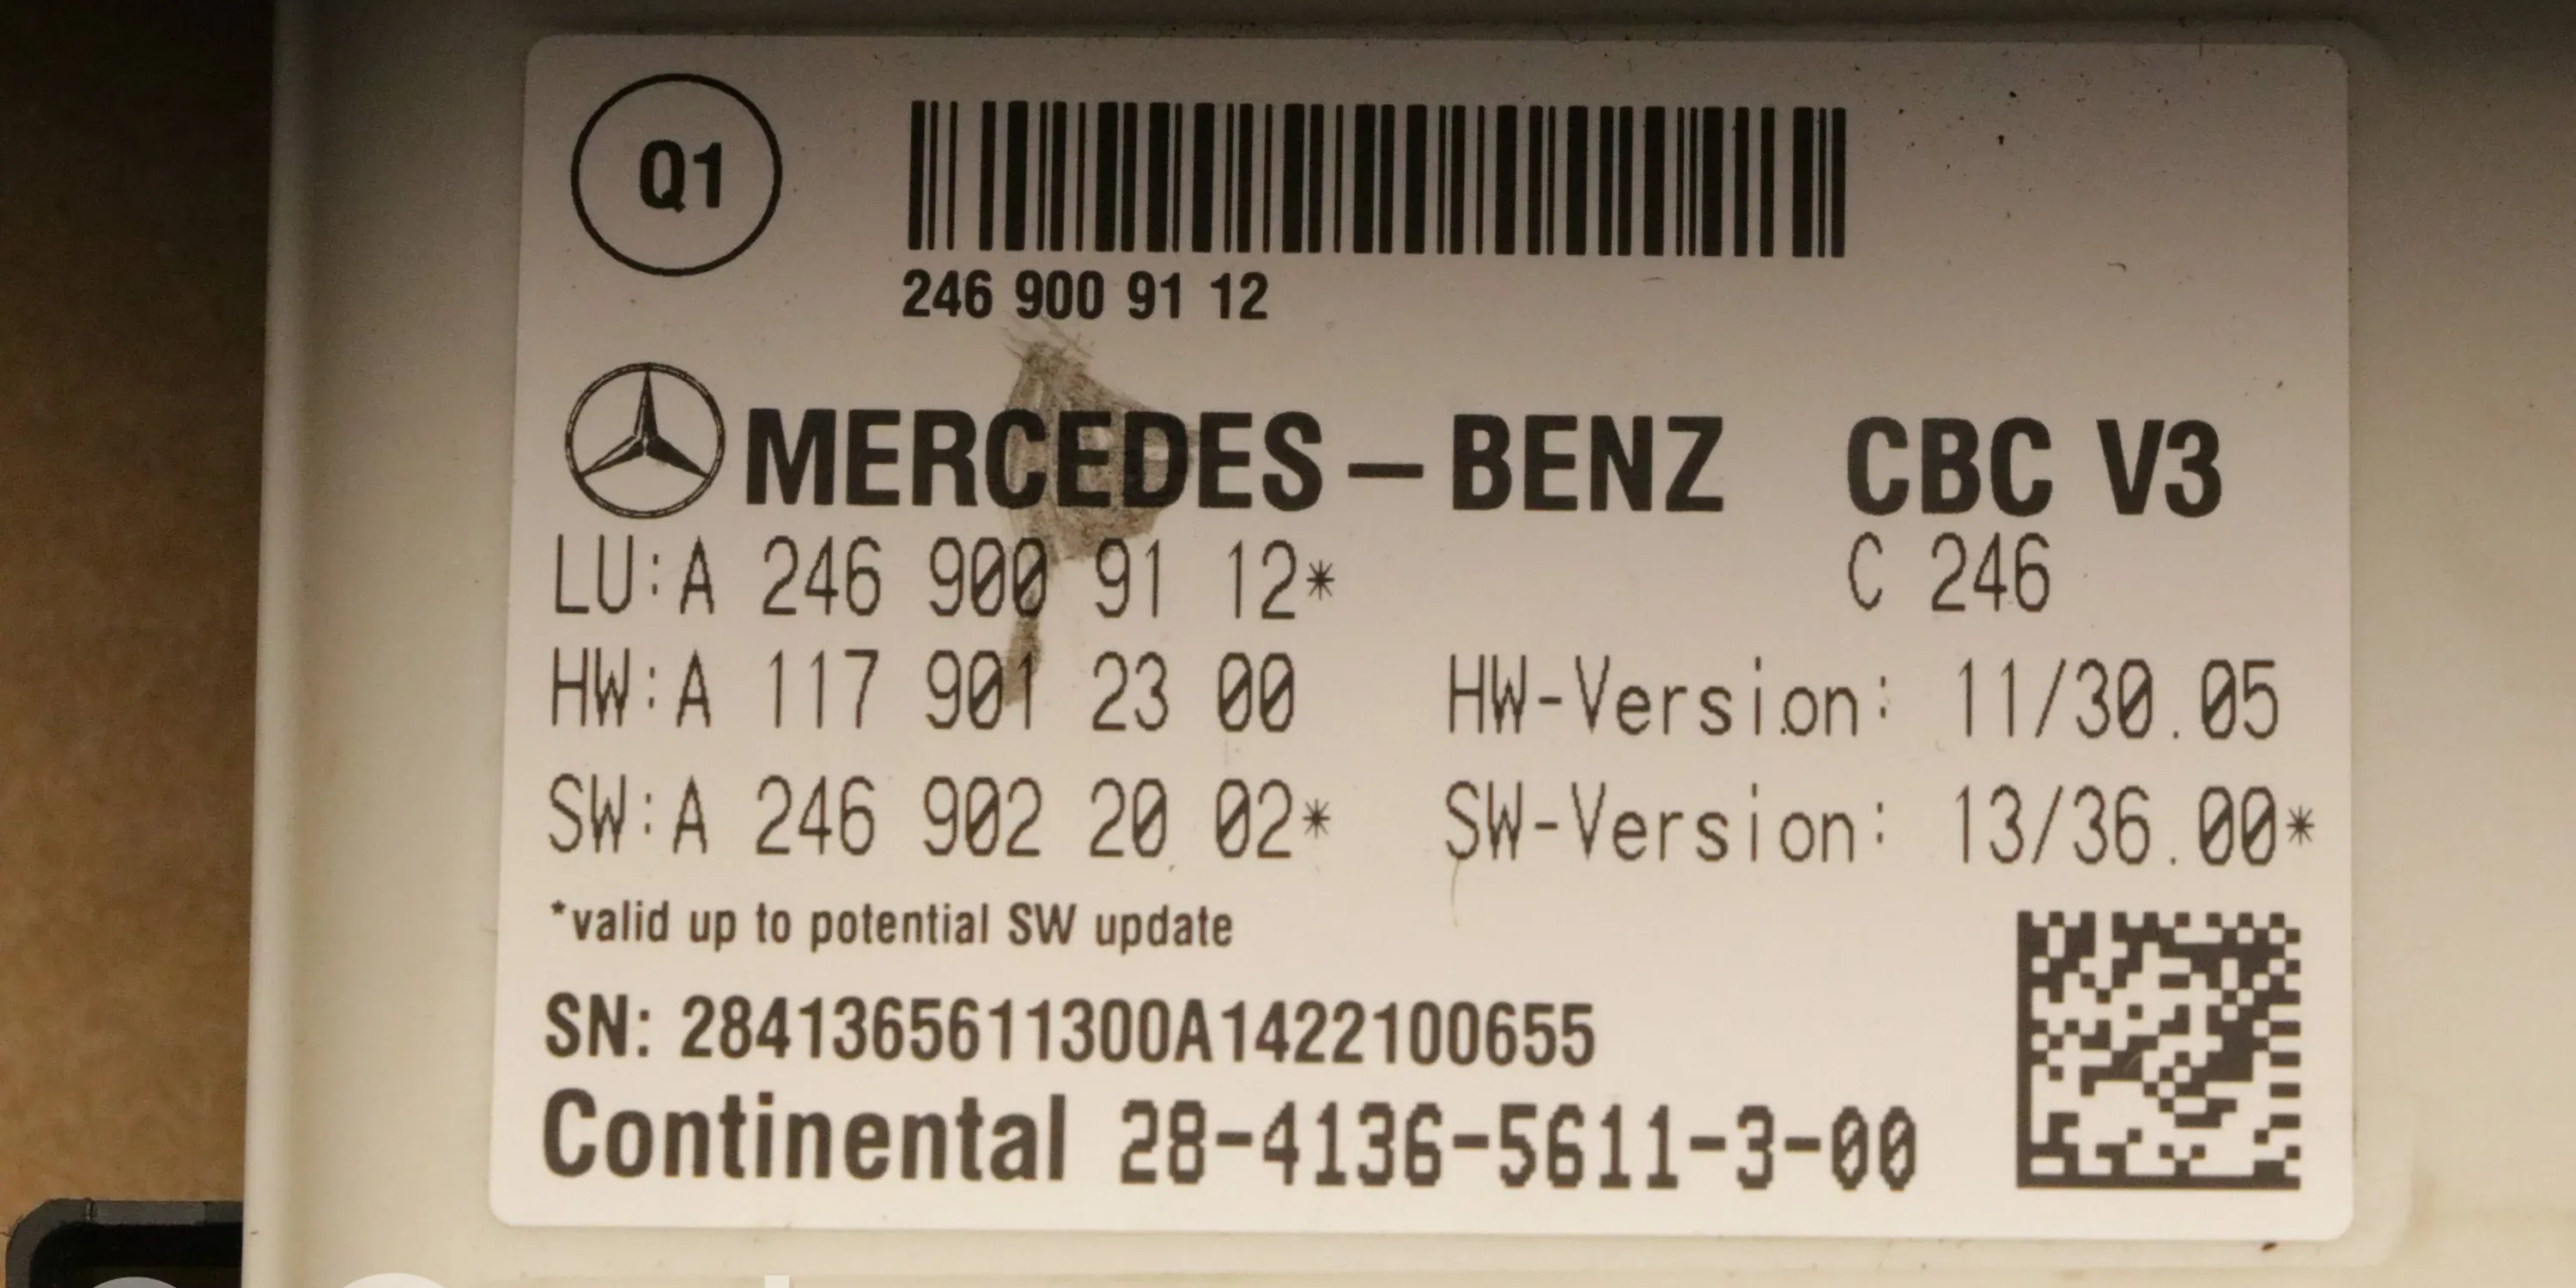 Q1
246 900 91 12
MERCEDES-BENZ CBC V3
LU:A 246 900 91 12* C 246
HW:A 117 901 23 00 HW-Version: 11/30.05
SW:A 246 902 20 02* SW-Version: 13/36.00*
*valid up to potential SW update
SN: 2841365611300A1422100655
Continental 28-4136-5611-3-00